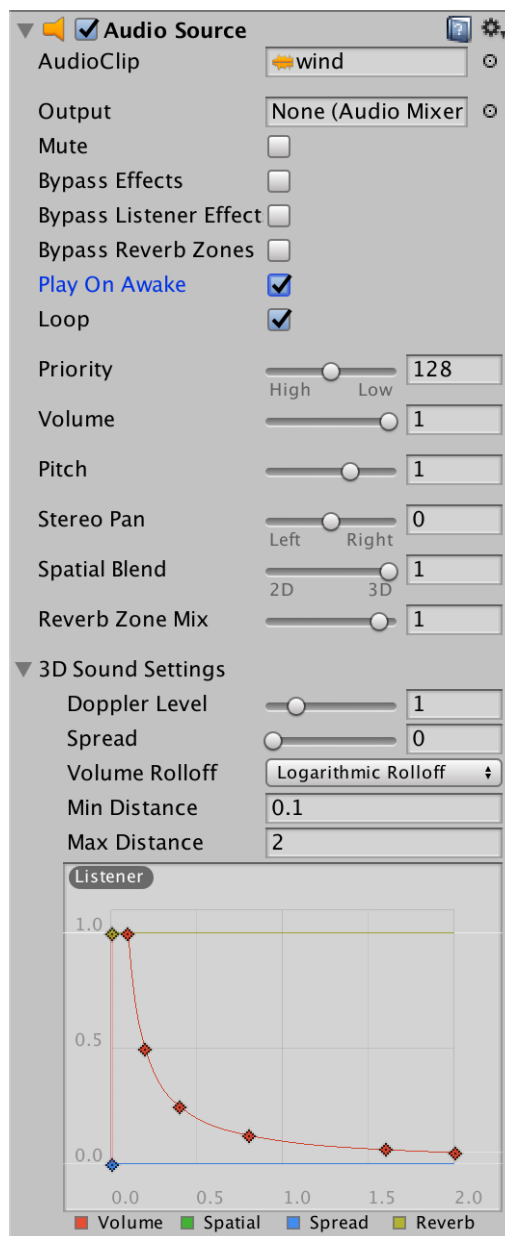 Audio Source
AudioClip wind
Output None (Audio Mixer
Mute
Bypass Effects
Bypass Listener Effect
Bypass Reverb Zones
Play On Awake
Loop
Priority 128
High Low
Volume 1
Pitch 1
Stereo Pan 0
Left Right
Spatial Blend 1
2D 3D
Reverb Zone Mix 1
3D Sound Settings
Doppler Level 1
Spread 0
Volume Rolloff Logarithmic Rolloff
Min Distance 0.1
Max Distance 2
Listener
1.0
0.5
0.0
0.0 0.5 1.0 1.5 2.0
Volume Spatial Spread Reverb